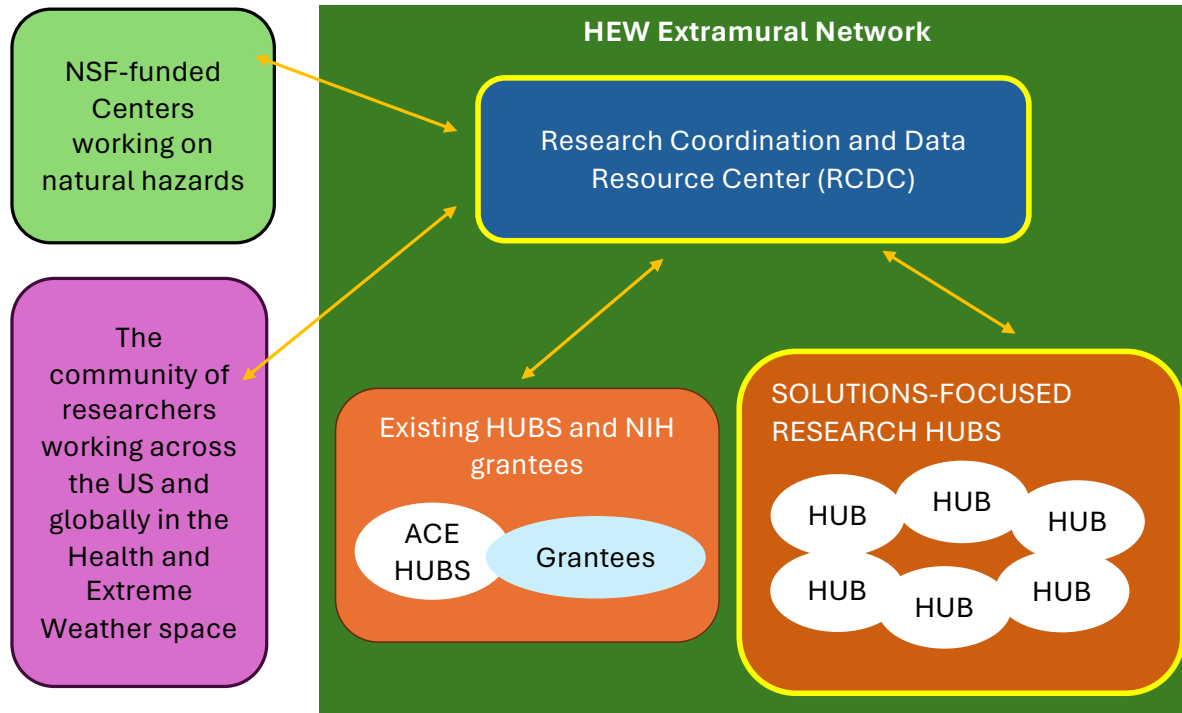 NSF-funded
Centers
working on
natural hazards
The
community of
researchers
working across
the US and
globally in the
Health and
Extreme
Weather space
HEW Extramural Network
Research Coordination and Data
Resource Center (RCDC)
Existing HUBS and NIH
grantees
ACE
HUBS
Grantees
SOLUTIONS-FOCUSED
RESEARCH HUBS
HUB
HUB
HUB
HUB
HUB
HUB